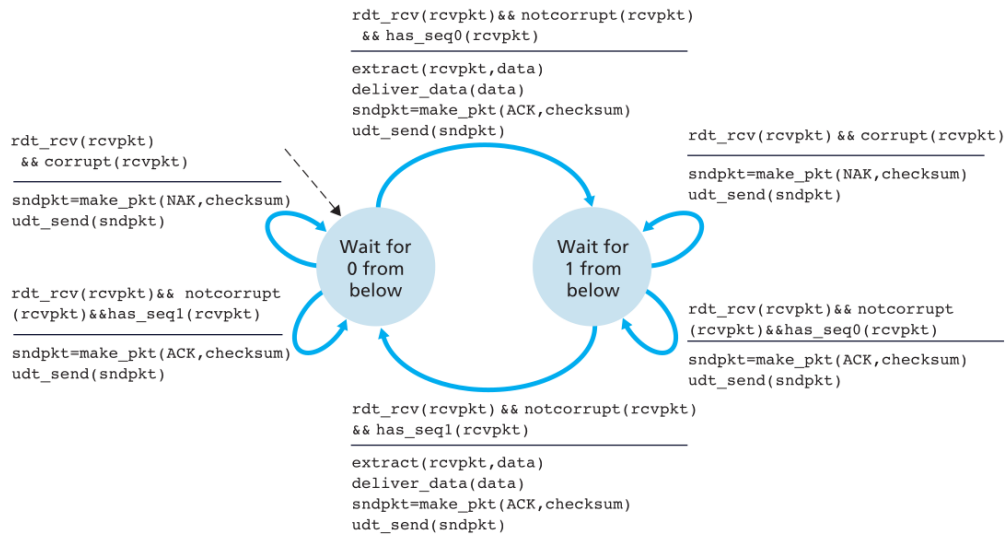 rdt_rcv(rcvpkt)&& notcorrupt(rcvpkt)
&& has_seq0(rcvpkt)
extract(rcvpkt,data)
deliver_data(data)
sndpkt=make_pkt(ACK,checksum)
udt_send(sndpkt)
rdt_rcv(rcvpkt)
&& corrupt(rcvpkt)
sndpkt=make_pkt(NAK,checksum)
udt_send(sndpkt)
rdt_rcv(rcvpkt) && corrupt(rcvpkt)
sndpkt=make_pkt(NAK,checksum)
udt_send(sndpkt)
Wait for
0 from
below
Wait for
1 from
below
rdt_rcv(rcvpkt)&& notcorrupt
(rcvpkt)&&has_seq1(rcvpkt)
sndpkt=make_pkt(ACK,checksum)
udt_send(sndpkt)
rdt_rcv(rcvpkt)&& notcorrupt
(rcvpkt)&&has_seq0(rcvpkt)
sndpkt=make_pkt(ACK,checksum)
udt_send(sndpkt)
rdt_rcv(rcvpkt) && notcorrupt(rcvpkt)
&& has_seq1(rcvpkt)
extract(rcvpkt,data)
deliver_data(data)
sndpkt=make_pkt(ACK,checksum)
udt_send(sndpkt)